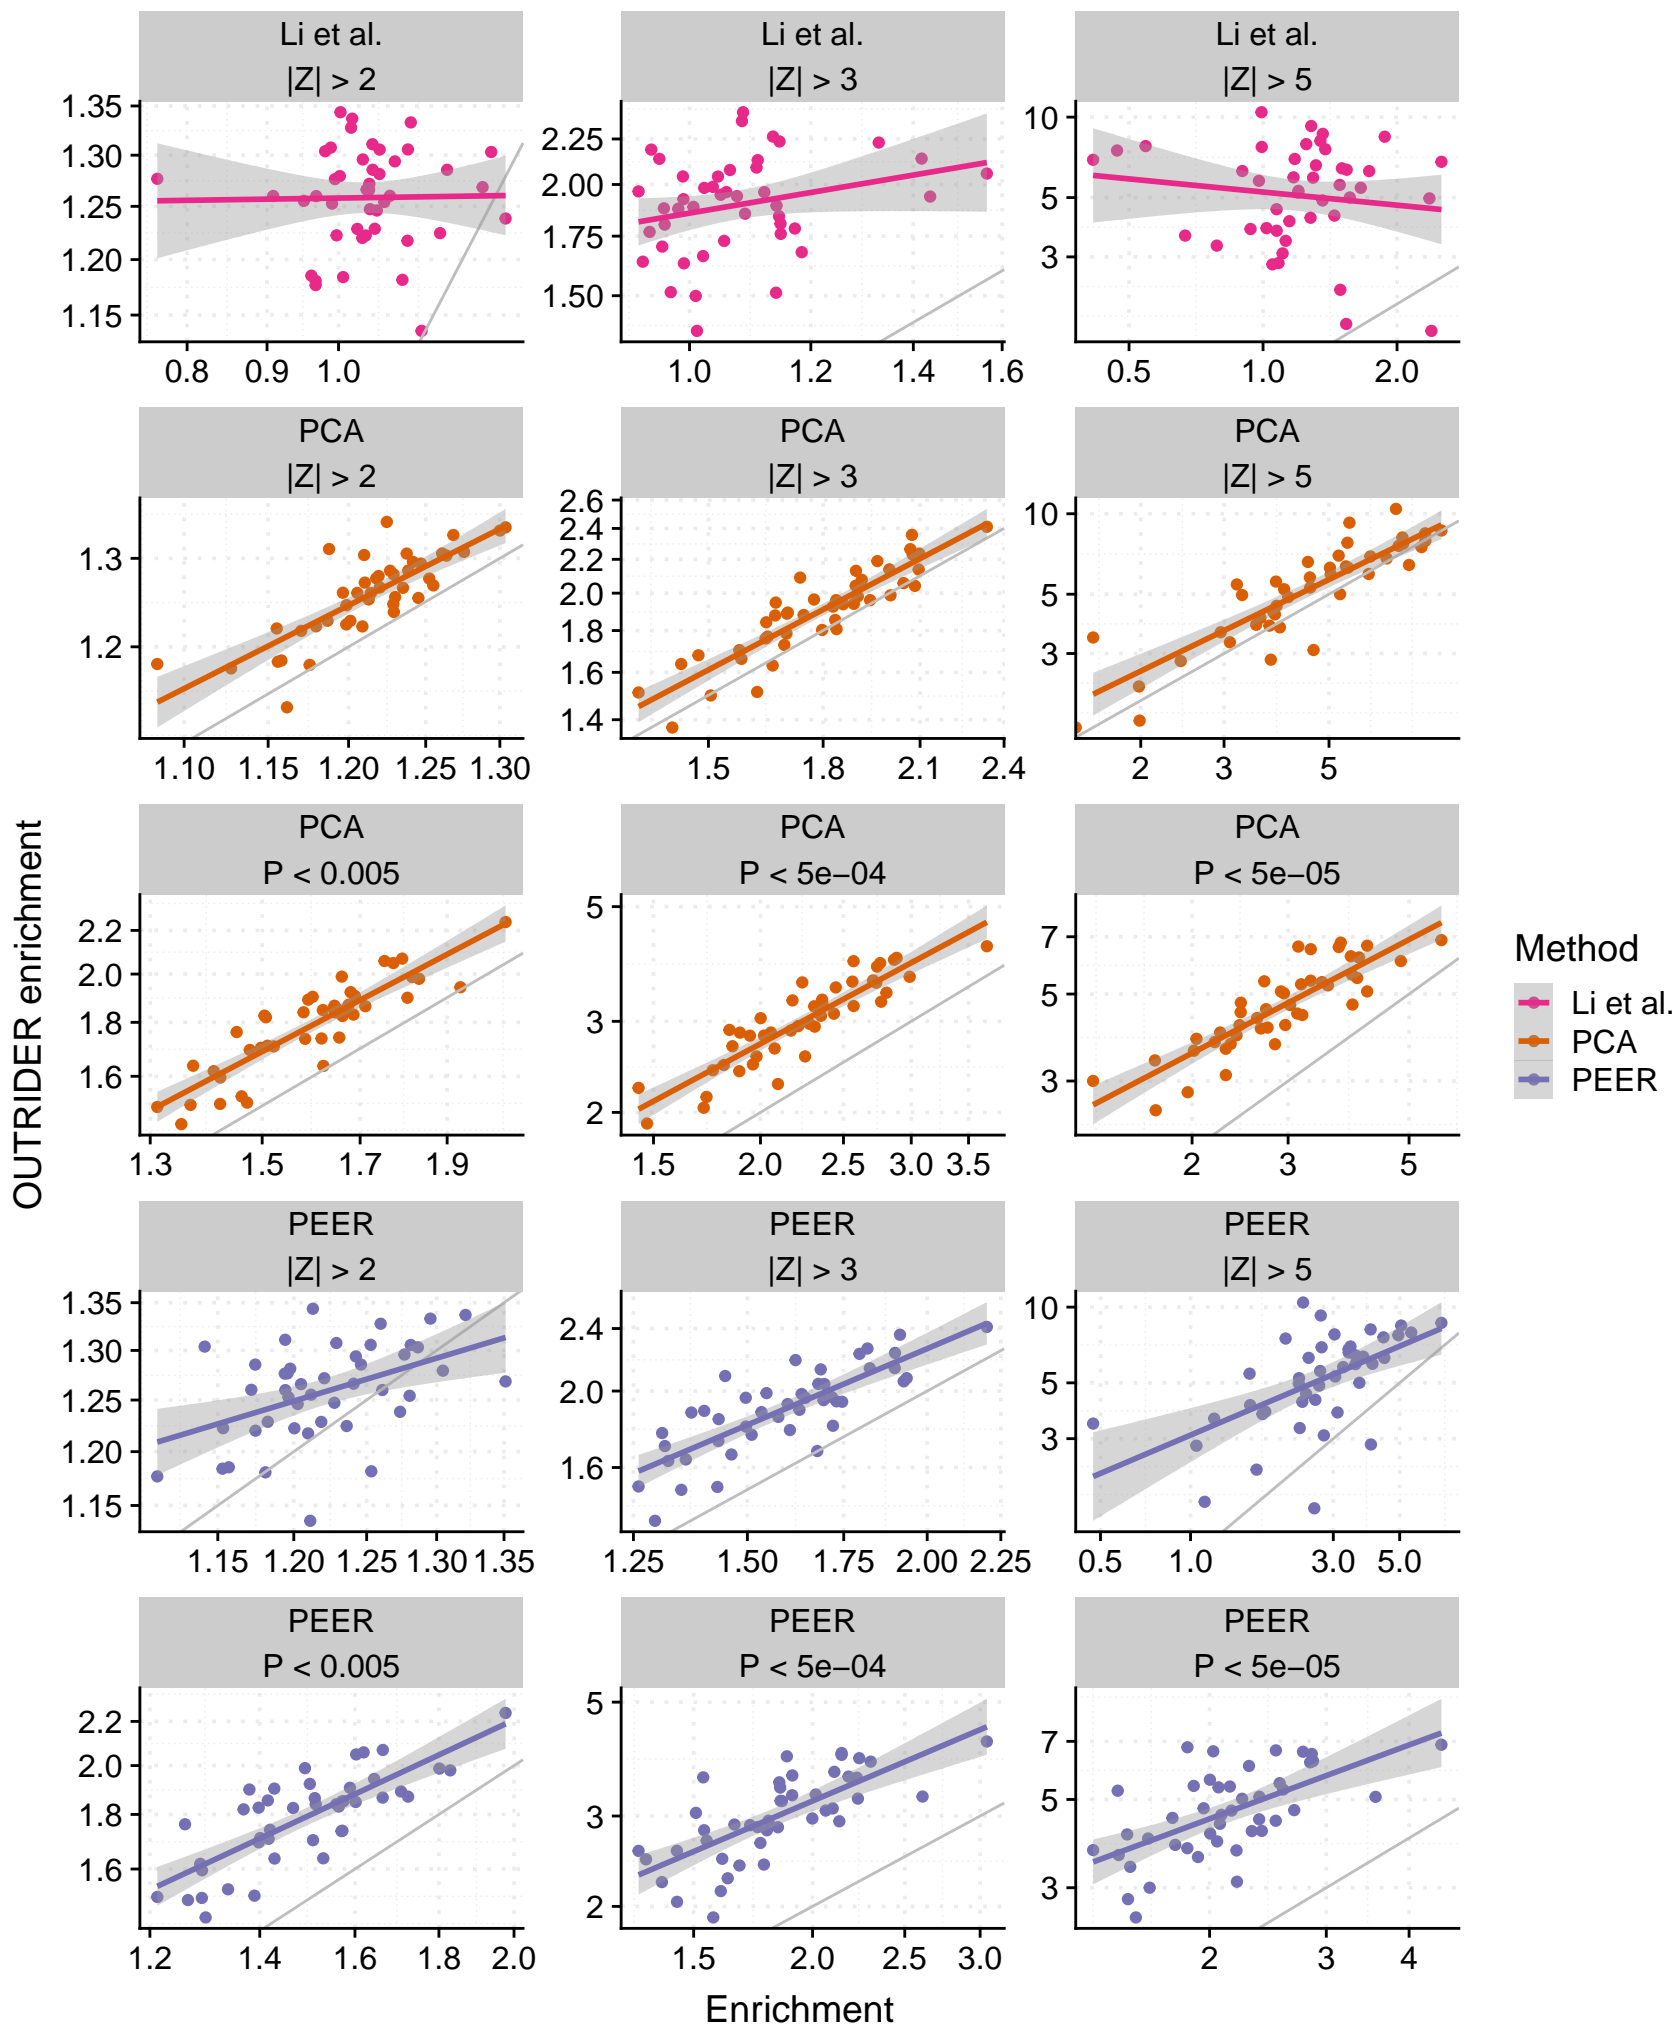 Li et al.
|Z| > 2
Li et al.
|Z| > 3
Li et al.
|Z| > 5
1.35
1.30
1.25
1.20
1.15
0.8 0.9 1.0
2.25
2.00
1.75
1.50
1.0 1.2 1.4 1.6
10
5
3
0.5 1.0 2.0
PCA
|Z| > 2
PCA
|Z| > 3
PCA
|Z| > 5
1.3
1.2
1.10 1.15 1.20 1.25 1.30
2.6
2.4
2.2
2.0
1.8
1.6
1.4
1.5 1.8 2.1 2.4
10
5
3
2 3 5
PCA
P < 0.005
PCA
P < 5e−04
PCA
P < 5e−05
2.2
2.0
1.8
1.6
1.3 1.5 1.7 1.9
5
3
2
1.5 2.0 2.5 3.0 3.5
7
5
3
2 3 5
PEER
|Z| > 2
PEER
|Z| > 3
PEER
|Z| > 5
1.35
1.30
1.25
1.20
1.15
1.15 1.20 1.25 1.30 1.35
2.4
2.0
1.6
1.25 1.50 1.75 2.00 2.25
10
5
3
0.5 1.0 3.0 5.0
PEER
P < 0.005
PEER
P < 5e−04
PEER
P < 5e−05
2.2
2.0
1.8
1.6
1.2 1.4 1.6 1.8 2.0
5
3
2
1.5 2.0 2.5 3.0
7
5
3
2 3 4
OUTRIDER enrichment
Enrichment
Method
Li et al.
PCA
PEER